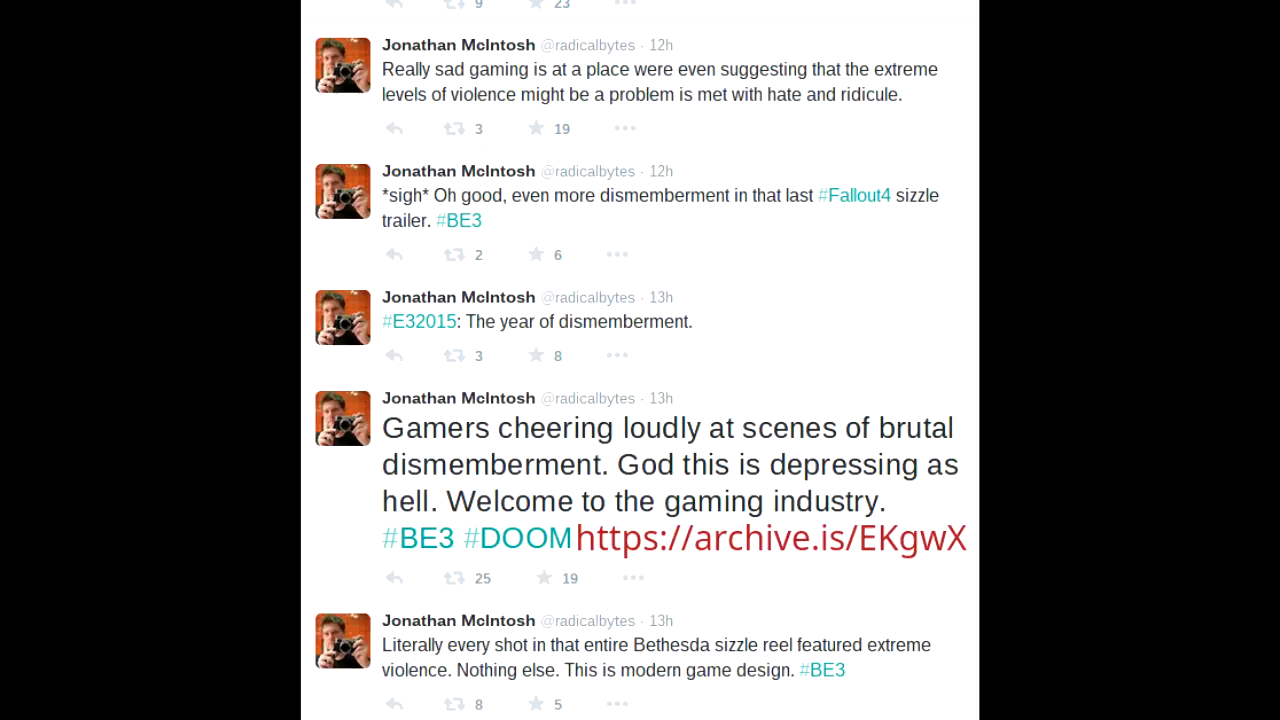 9 23
Jonathan McIntosh @radicalbytes · 12h
Really sad gaming is at a place were even suggesting that the extreme
levels of violence might be a problem is met with hate and ridicule.
3 19
Jonathan McIntosh @radicalbytes · 12h
*sigh* Oh good, even more dismemberment in that last #Fallout4 sizzle
trailer. #BE3
2 6
Jonathan McIntosh @radicalbytes · 13h
#E32015: The year of dismemberment.
3 8
Jonathan McIntosh @radicalbytes · 13h
Gamers cheering loudly at scenes of brutal
dismemberment. God this is depressing as
hell. Welcome to the gaming industry.
#BE3 #DOOM https://archive.is/EKgwX
25 19
Jonathan McIntosh @radicalbytes · 13h
Literally every shot in that entire Bethesda sizzle reel featured extreme
violence. Nothing else. This is modern game design. #BE3
8 5